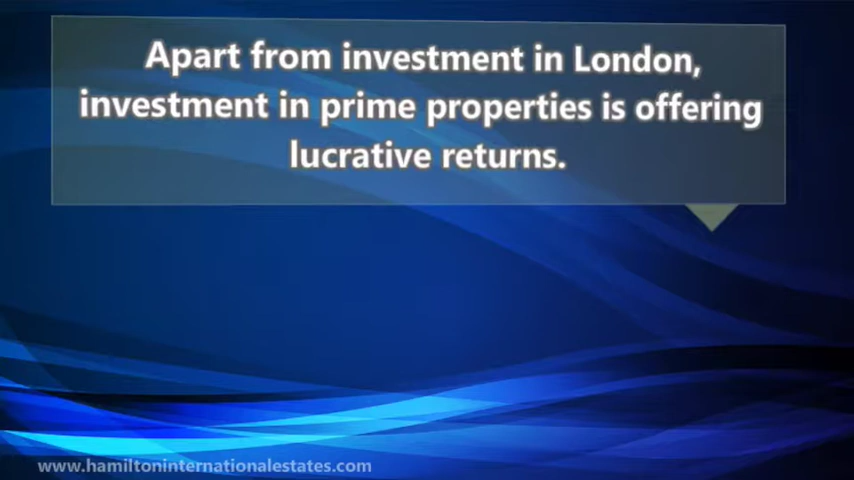 Apart from investment in London,
investment in prime properties is offering
lucrative returns.
www.hamiltoninternationalestates.com